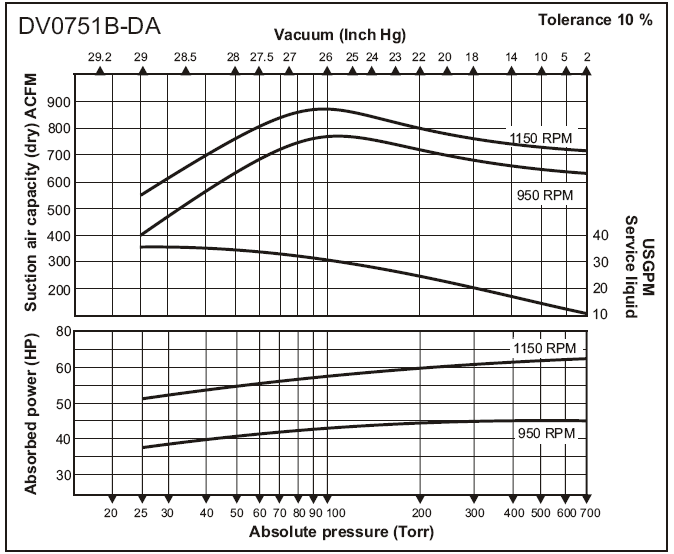 DV0751B-DA
Tolerance 10 %
Vacuum (Inch Hg)
29.2 29 28.5 28 27.5 27 26 25 24 23 22 20 18 14 10 5 2
Suction air capacity (dry) ACFM
900
800
700
600
500
400
300
200
1150 RPM
950 RPM
40
30
20
10
USGPM
Service liquid
Absorbed power (HP)
80
60
50
40
30
1150 RPM
950 RPM
20 25 30 40 50 60 70 80 90 100 200 300 400 500 600 700
Absolute pressure (Torr)